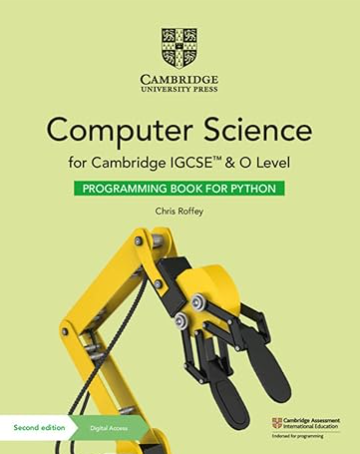 CAMBRIDGE
UNIVERSITY PRESS
Computer Science
for Cambridge IGCSE™ & O Level
PROGRAMMING BOOK FOR PYTHON
Chris Roffey
Second edition
Digital Access
Cambridge Assessment
International Education
Endorsed for programming